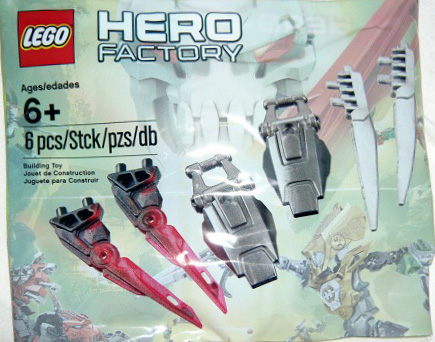 LEGO
HERO
FACTORY
Ages/edades
6+
6 pcs/Stck/pzs/db
Building Toy
Jouet de Construction
Juguete para Construir